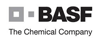 BASF
The Chemical Company